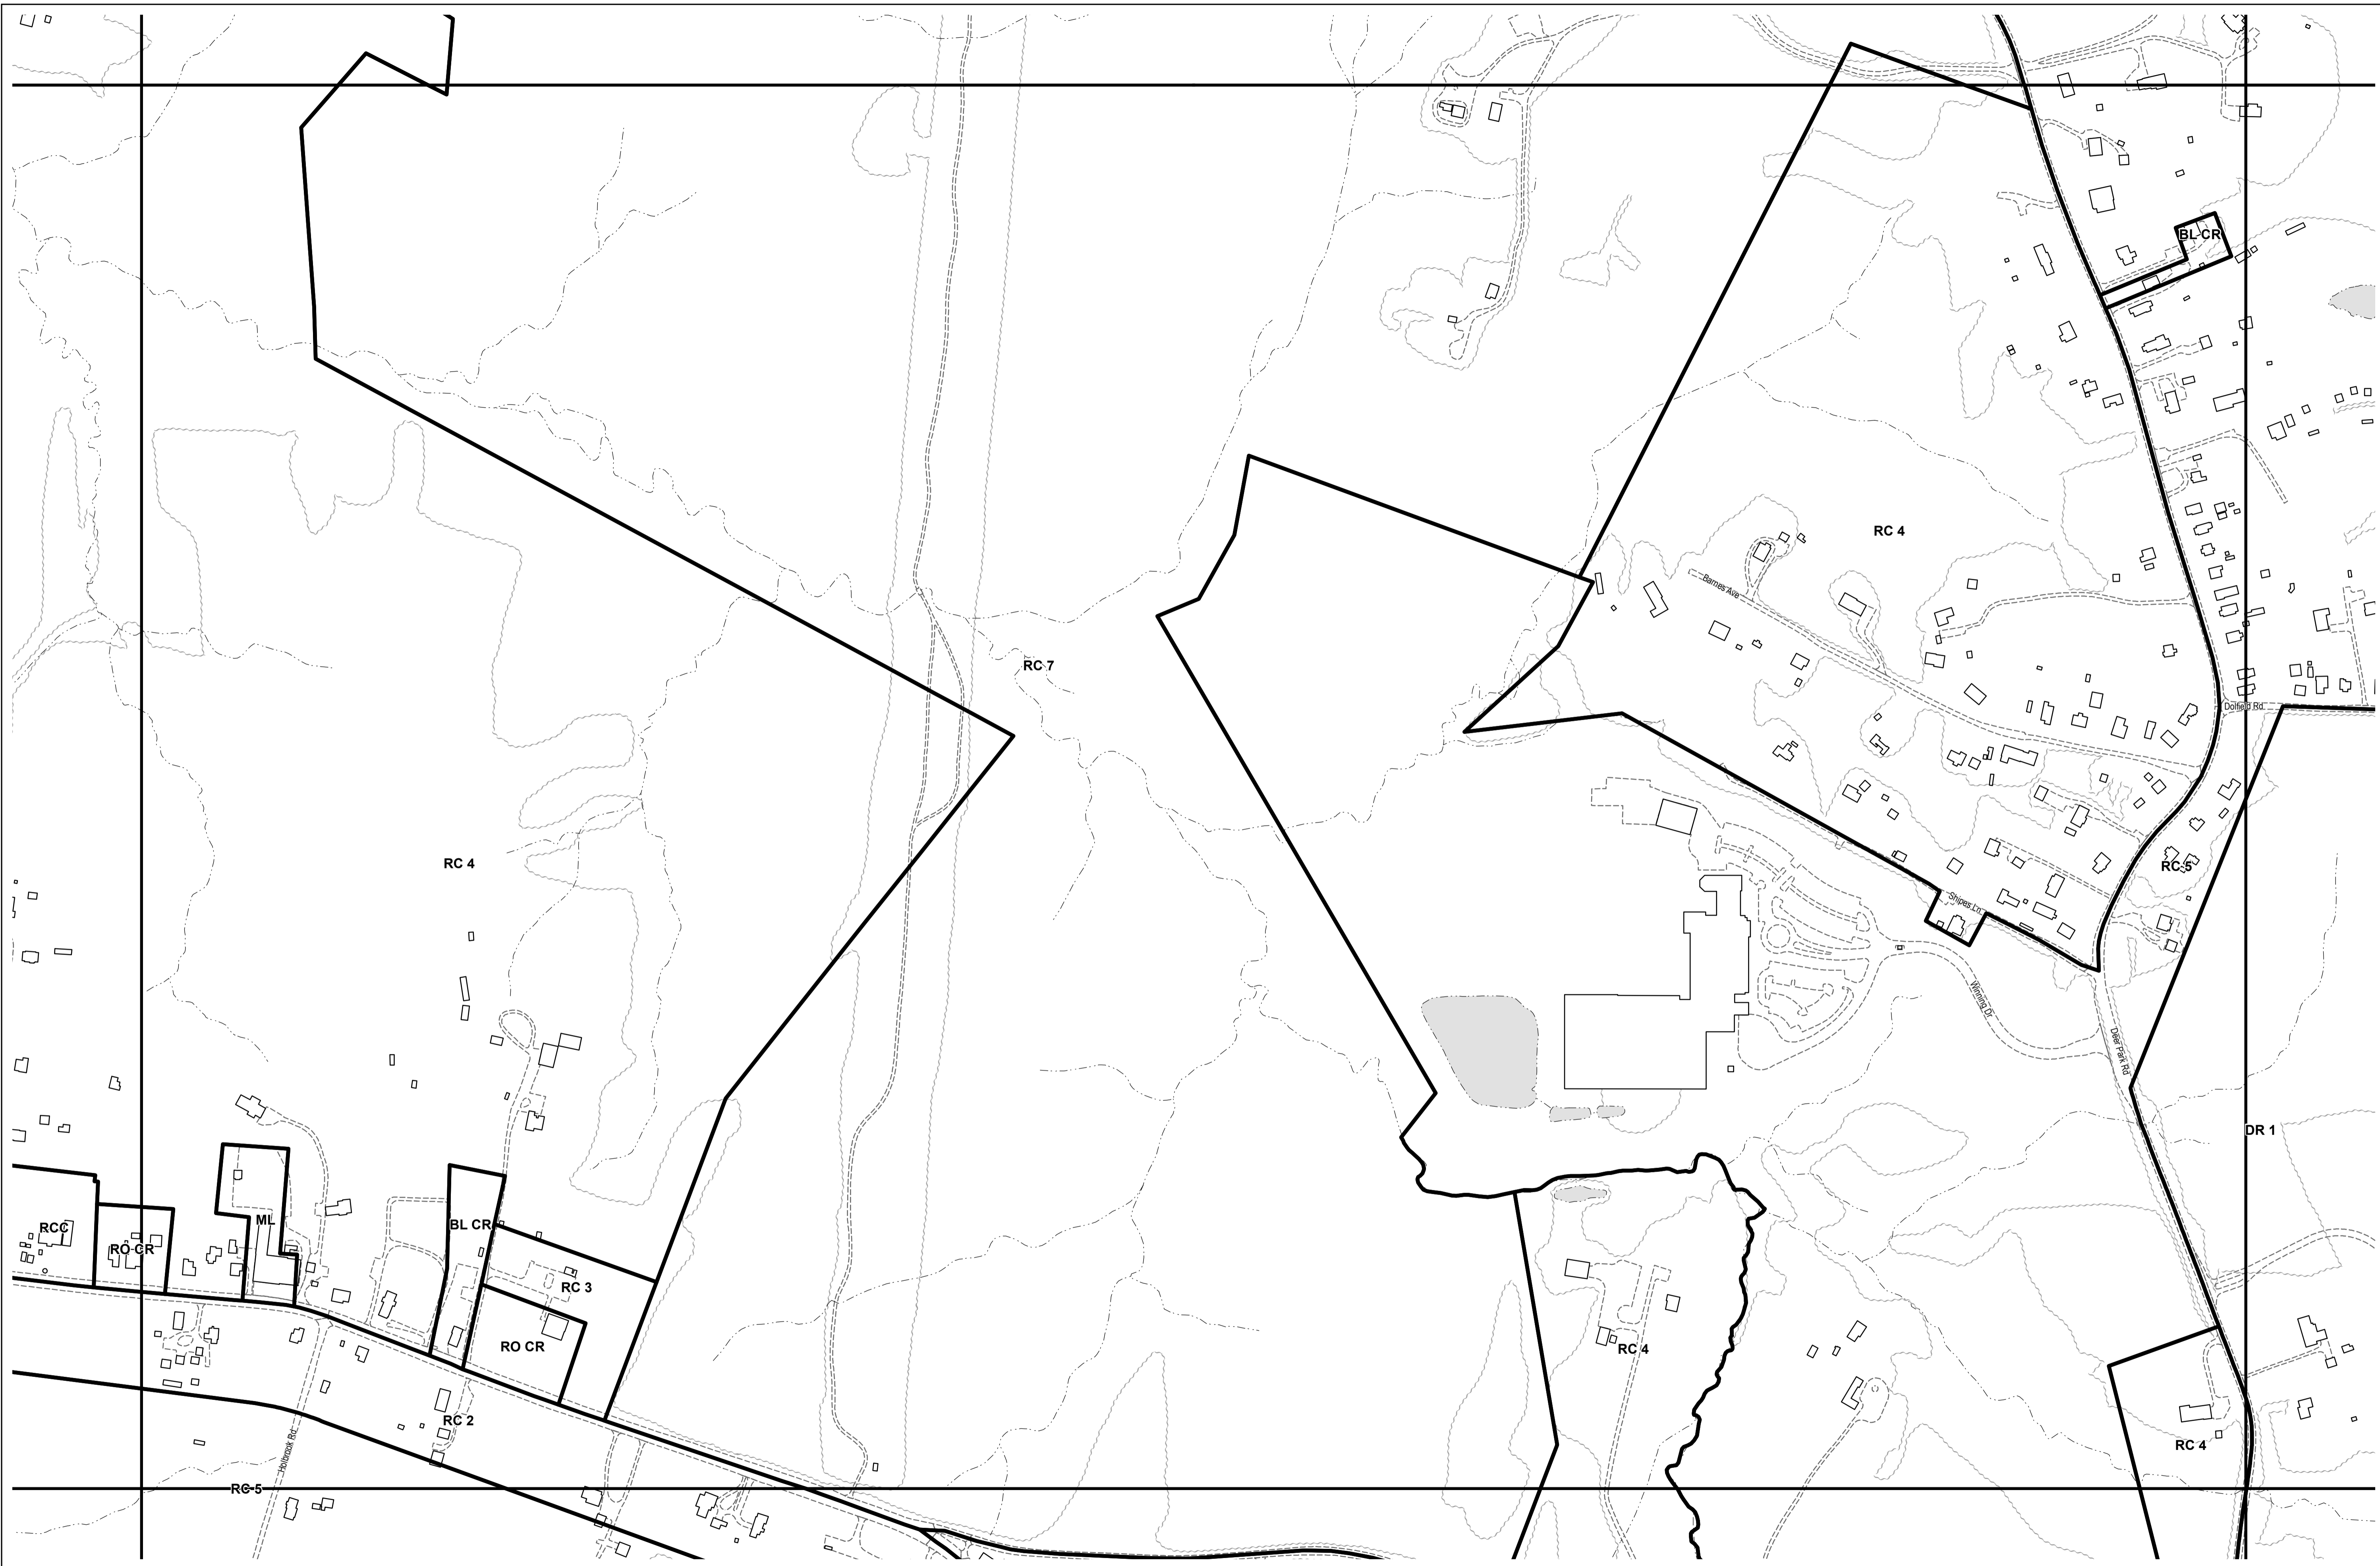 BL CR
RC 4
Barnes Ave
RC 7
Dolfield Rd
RC 4
RC 5
Shipes Ln
Winning Dr
Deer Park Rd
DR 1
RCC
RO CR
ML
BL CR
RC 3
RO CR
RC 4
RC 2
Holbrook Rd
RC 4
RC 5